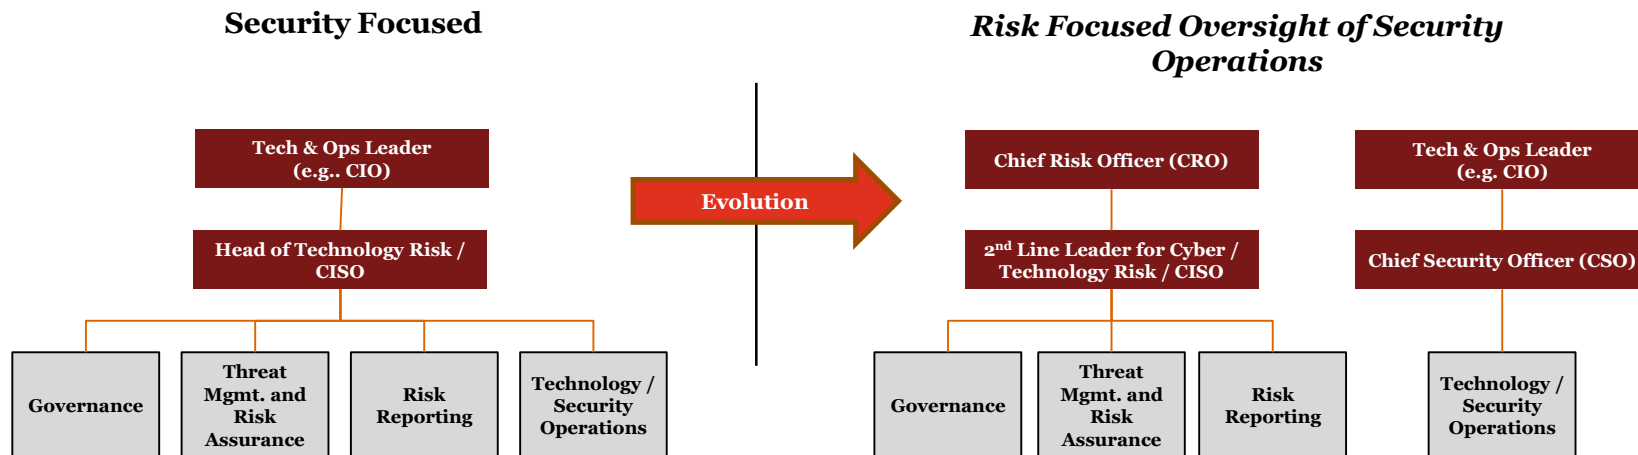 Security Focused
Risk Focused Oversight of Security
Operations
Tech & Ops Leader
(e.g.. CIO)
Head of Technology Risk /
CISO
Governance
Threat
Mgmt. and
Risk
Assurance
Risk
Reporting
Technology /
Security
Operations
Evolution
Chief Risk Officer (CRO)
2nd Line Leader for Cyber /
Technology Risk / CISO
Governance
Threat
Mgmt. and
Risk
Assurance
Risk
Reporting
Tech & Ops Leader
(e.g. CIO)
Chief Security Officer (CSO)
Technology /
Security
Operations